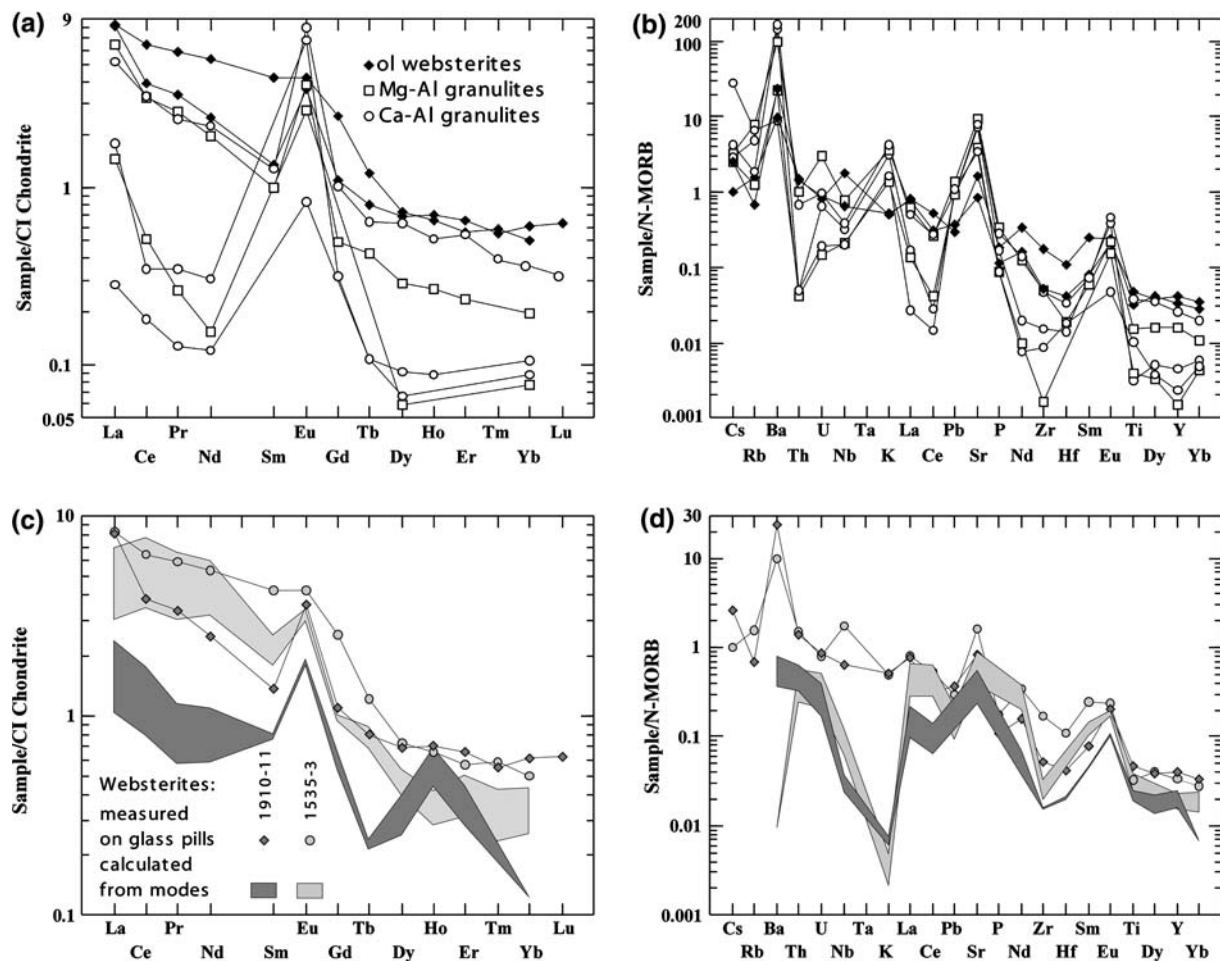 (a)
9
1
0.1
0.05
Sample/CI Chondrite
ol websterites
Mg-Al granulites
Ca-Al granulites
La Pr Eu Tb Ho Tm Lu
Ce Nd Sm Gd Dy Er Yb
(b)
200
100
10
1
0.1
0.01
0.001
Sample/N-MORB
Cs Ba U Ta La Pb P Zr Sm Ti Y
Rb Th Nb K Ce Sr Nd Hf Eu Dy Yb
(c)
10
1
0.1
Sample/CI Chondrite
Websterites:
measured
on glass pills
calculated
from modes
1910-11
1535-3
La Pr Eu Tb Ho Tm Lu
Ce Nd Sm Gd Dy Er Yb
(d)
30
10
1
0.1
0.01
0.001
Sample/N-MORB
Cs Ba U Ta La Pb P Zr Sm Ti Y
Rb Th Nb K Ce Sr Nd Hf Eu Dy Yb